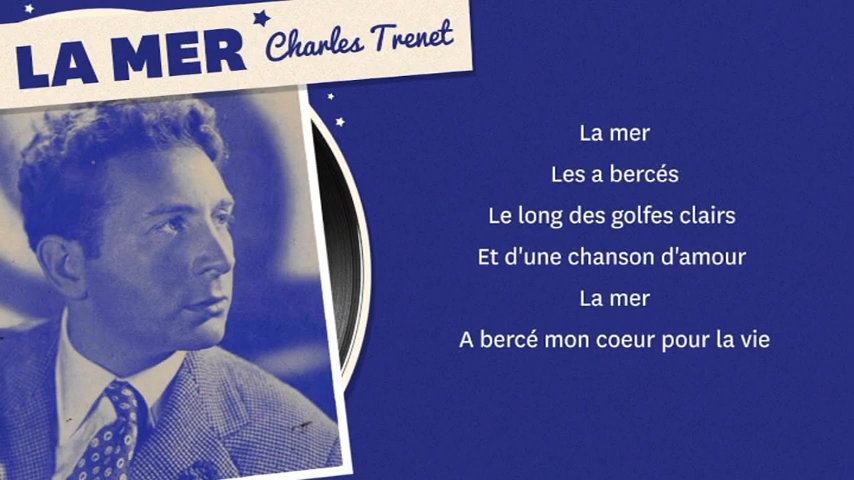 LA MER Charles Trenet
La mer
Les a bercés
Le long des golfes clairs
Et d'une chanson d'amour
La mer
A bercé mon coeur pour la vie